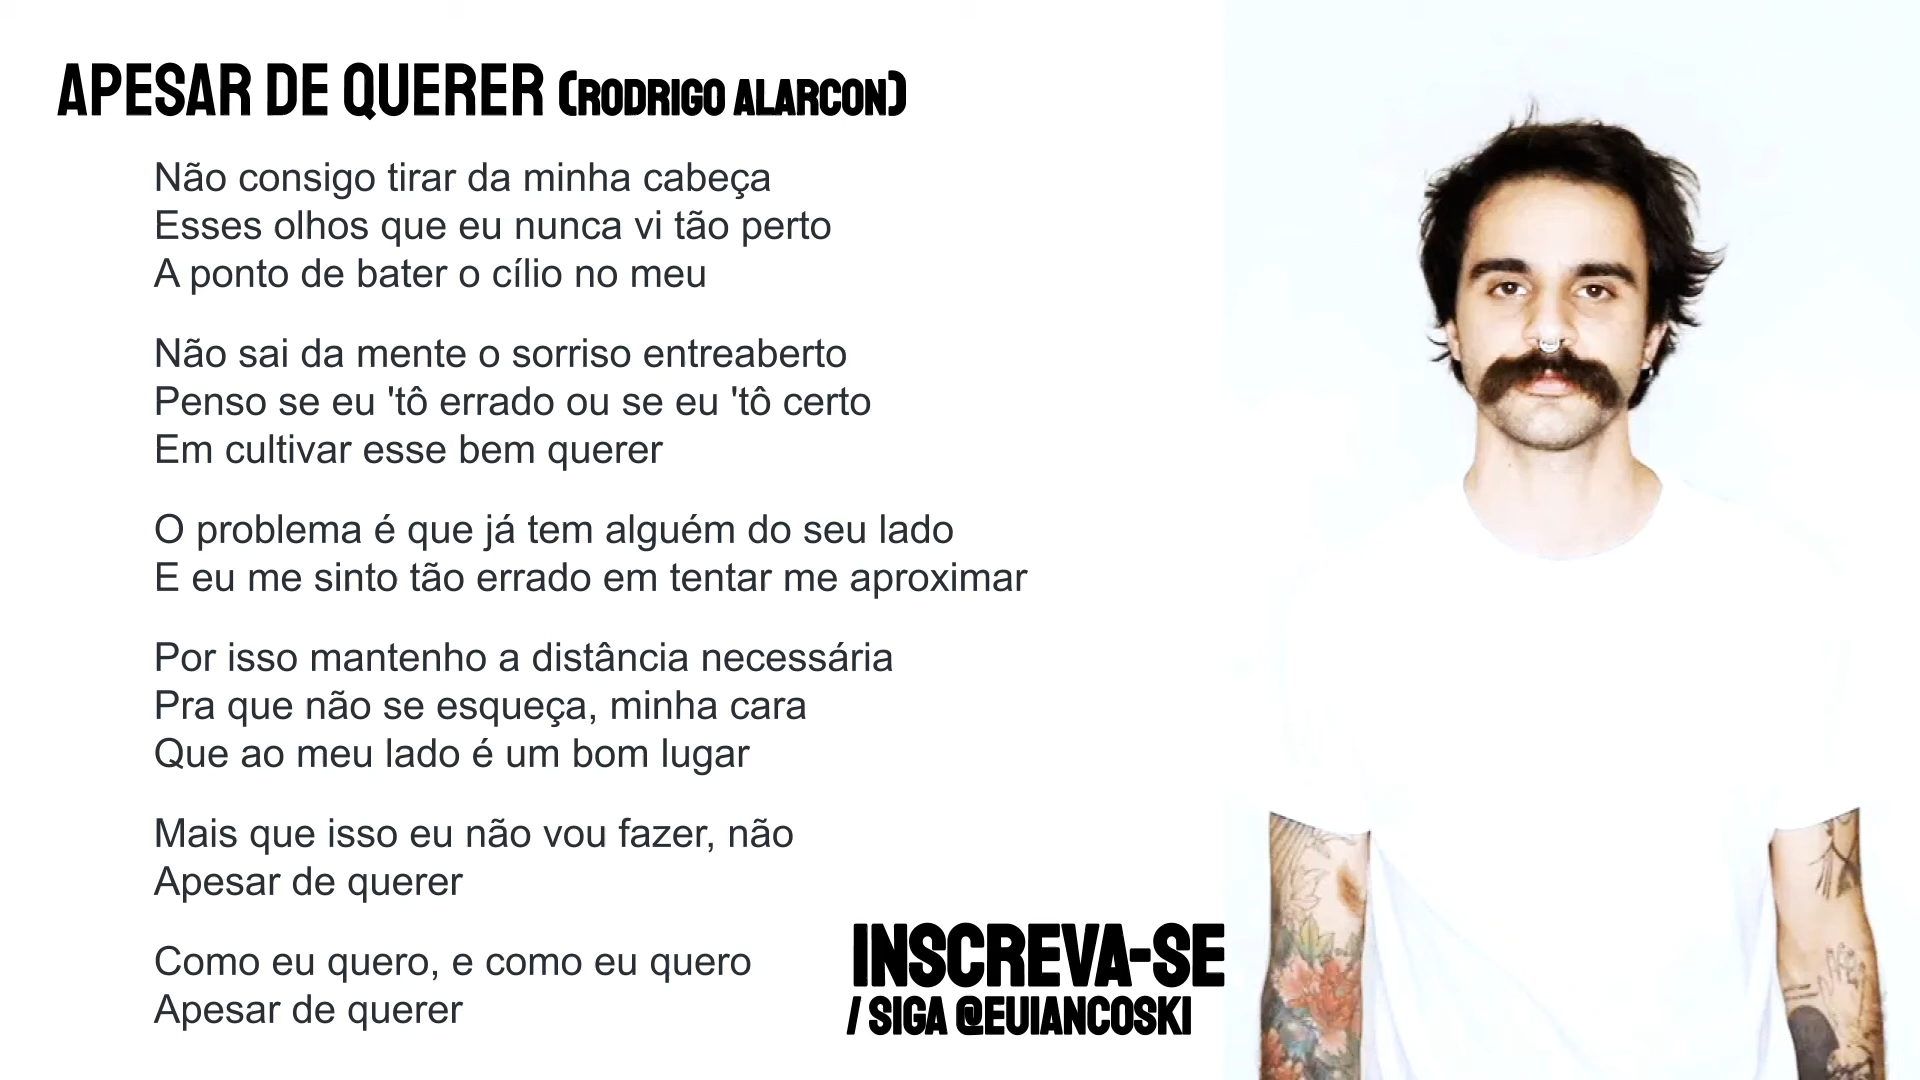 APESAR DE QUERER (RODRIGO ALARCON)
Não consigo tirar da minha cabeça
Esses olhos que eu nunca vi tão perto
A ponto de bater o cílio no meu
Não sai da mente o sorriso entreaberto
Penso se eu 'tô errado ou se eu 'tô certo
Em cultivar esse bem querer
O problema é que já tem alguém do seu lado
E eu me sinto tão errado em tentar me aproximar
Por isso mantenho a distância necessária
Pra que não se esqueça, minha cara
Que ao meu lado é um bom lugar
Mais que isso eu não vou fazer, não
Apesar de querer
Como eu quero, e como eu quero
Apesar de querer
INSCREVA-SE
/ SIGA @EUIANCOSKI